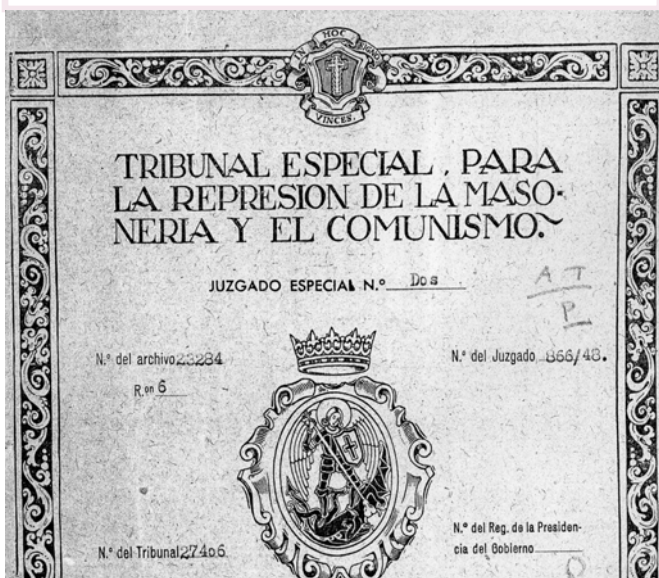 IN HOC SIGNO
VINCES.
TRIBUNAL ESPECIAL, PARA
LA REPRESION DE LA MASO-
NERIA Y EL COMUNISMO.~
JUZGADO ESPECIAL N.º Dos
A T
P
N.º del archivo 23284
N.º del Juzgado 866/48.
R.on 6
N.º del Reg. de la Presiden-
cia del Gobierno
N.º del Tribunal 27406